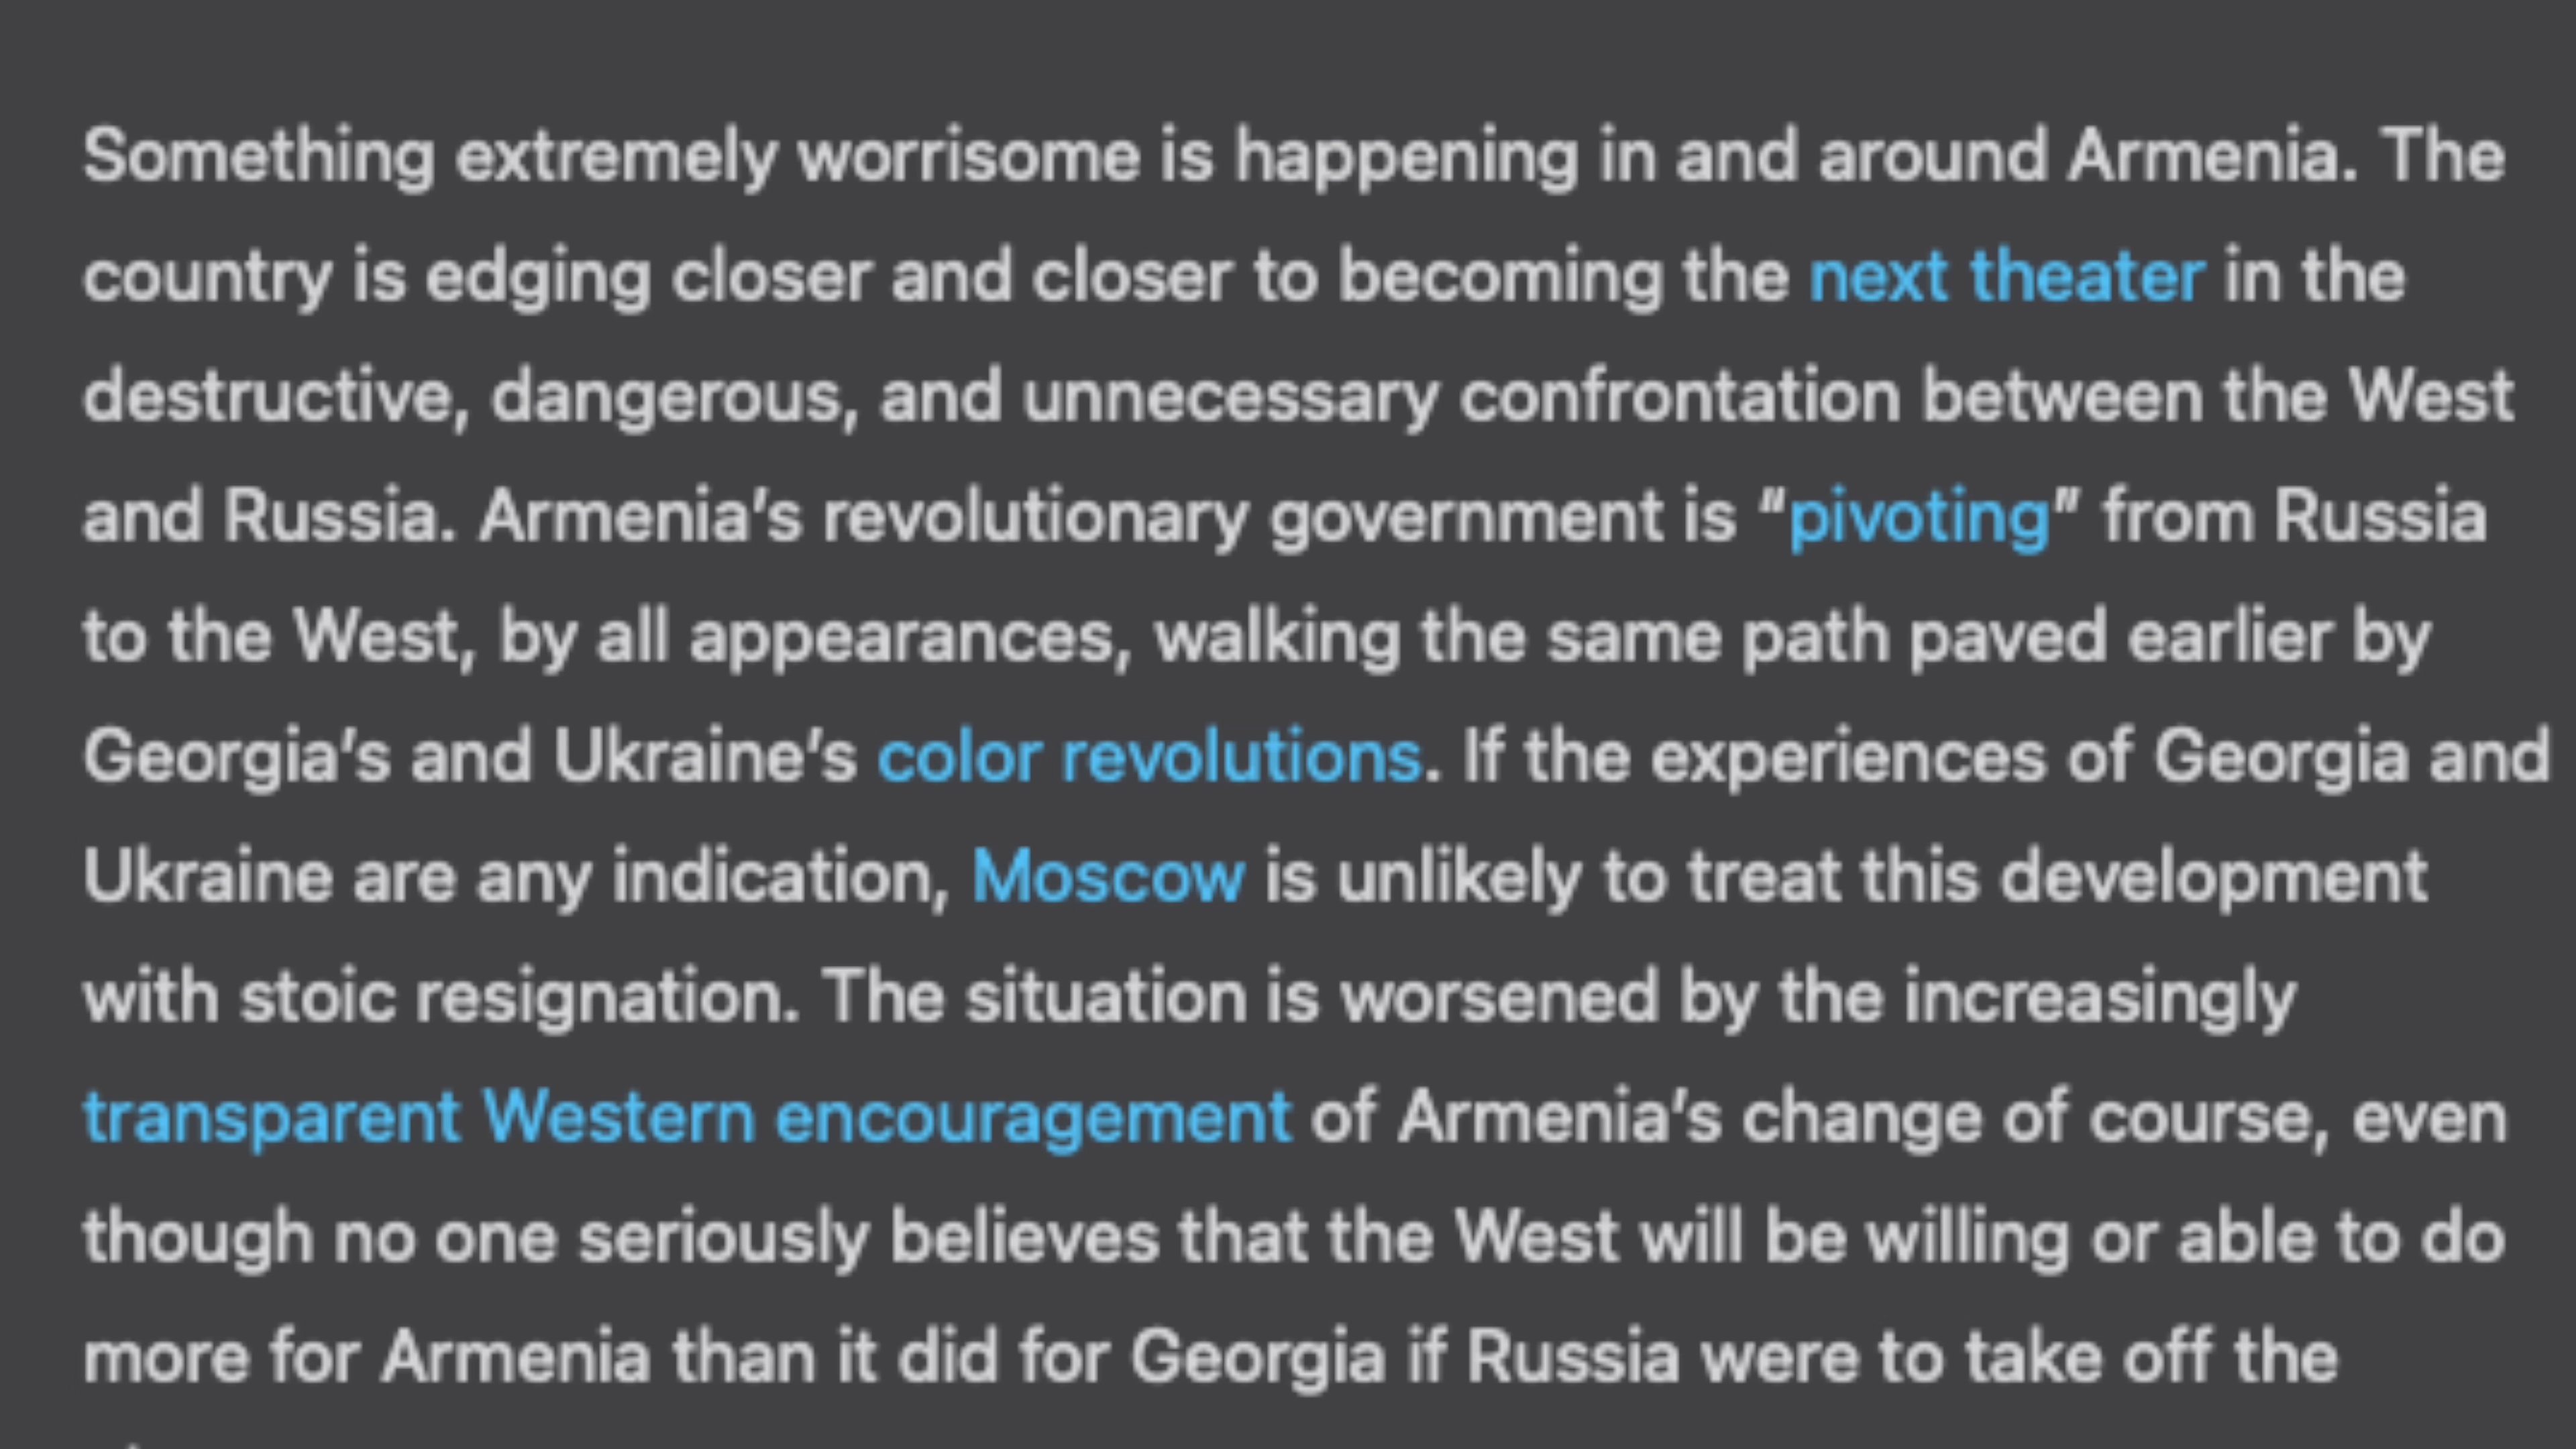 Something extremely worrisome is happening in and around Armenia. The
country is edging closer and closer to becoming the next theater in the
destructive, dangerous, and unnecessary confrontation between the West
and Russia. Armenia’s revolutionary government is “pivoting” from Russia
to the West, by all appearances, walking the same path paved earlier by
Georgia’s and Ukraine’s color revolutions. If the experiences of Georgia and
Ukraine are any indication, Moscow is unlikely to treat this development
with stoic resignation. The situation is worsened by the increasingly
transparent Western encouragement of Armenia’s change of course, even
though no one seriously believes that the West will be willing or able to do
more for Armenia than it did for Georgia if Russia were to take off the